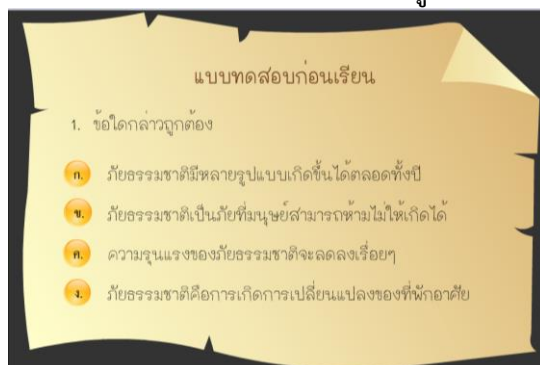 แบบทดสอบก่อนเรียน
1. ข้อใดกล่าวถูกต้อง
ก. ภัยธรรมชาติมีหลายรูปแบบเกิดขึ้นได้ตลอดทั้งปี
ข. ภัยธรรมชาติเป็นภัยที่มนุษย์สามารถห้ามไม่ให้เกิดได้
ค. ความรุนแรงของภัยธรรมชาติจะลดลงเรื่อยๆ
ง. ภัยธรรมชาติคือการเกิดการเปลี่ยนแปลงของที่พักอาศัย